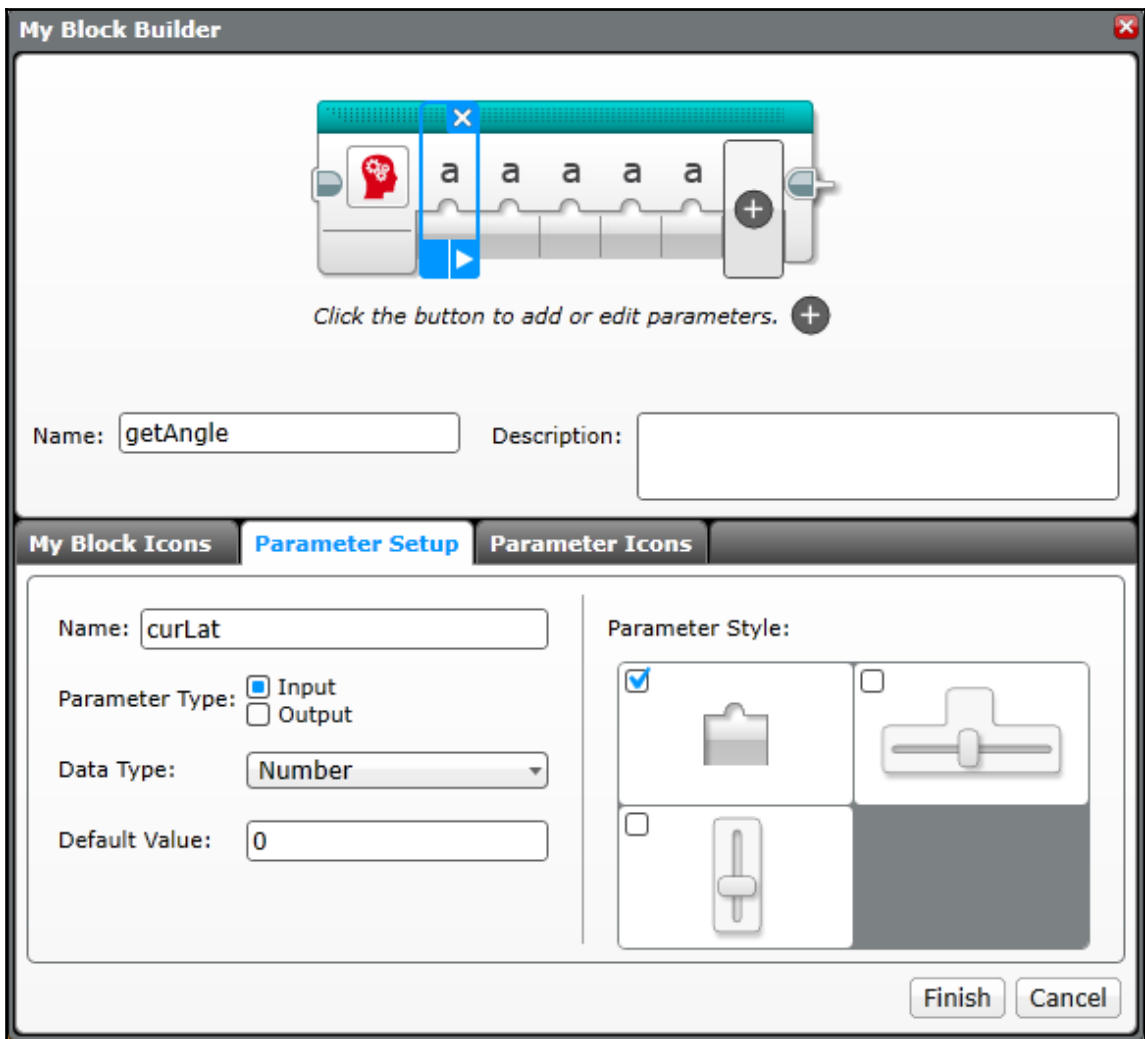 My Block Builder
a a a a a
Click the button to add or edit parameters.
Name: getAngle Description:
My Block Icons Parameter Setup Parameter Icons
Name: curLat Parameter Style:
Parameter Type: Input
Output
Data Type: Number
Default Value: 0
Finish Cancel